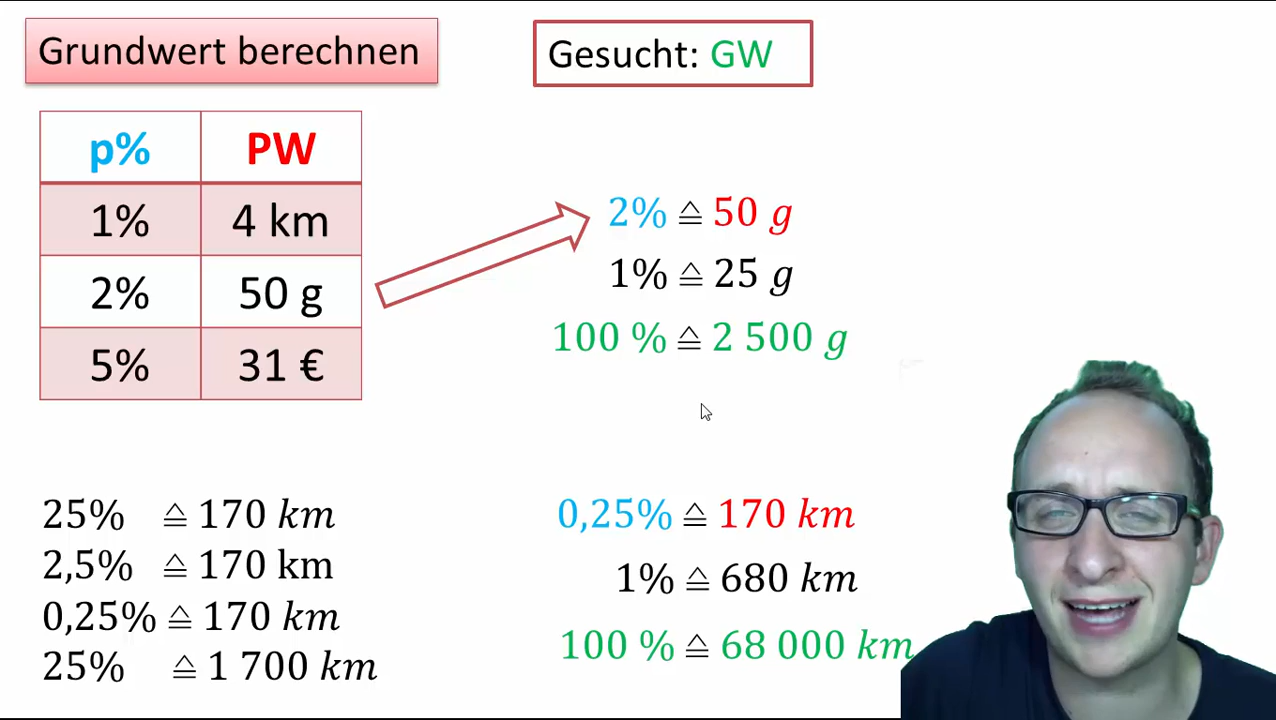 Grundwert berechnen
Gesucht: GW
p% PW
1% 4 km
2% 50 g
5% 31 €
2% ≙ 50 g
1% ≙ 25 g
100 % ≙ 2 500 g
25% ≙ 170 km
2,5% ≙ 170 km
0,25% ≙ 170 km
25% ≙ 1 700 km
0,25% ≙ 170 km
1% ≙ 680 km
100 % ≙ 68 000 km